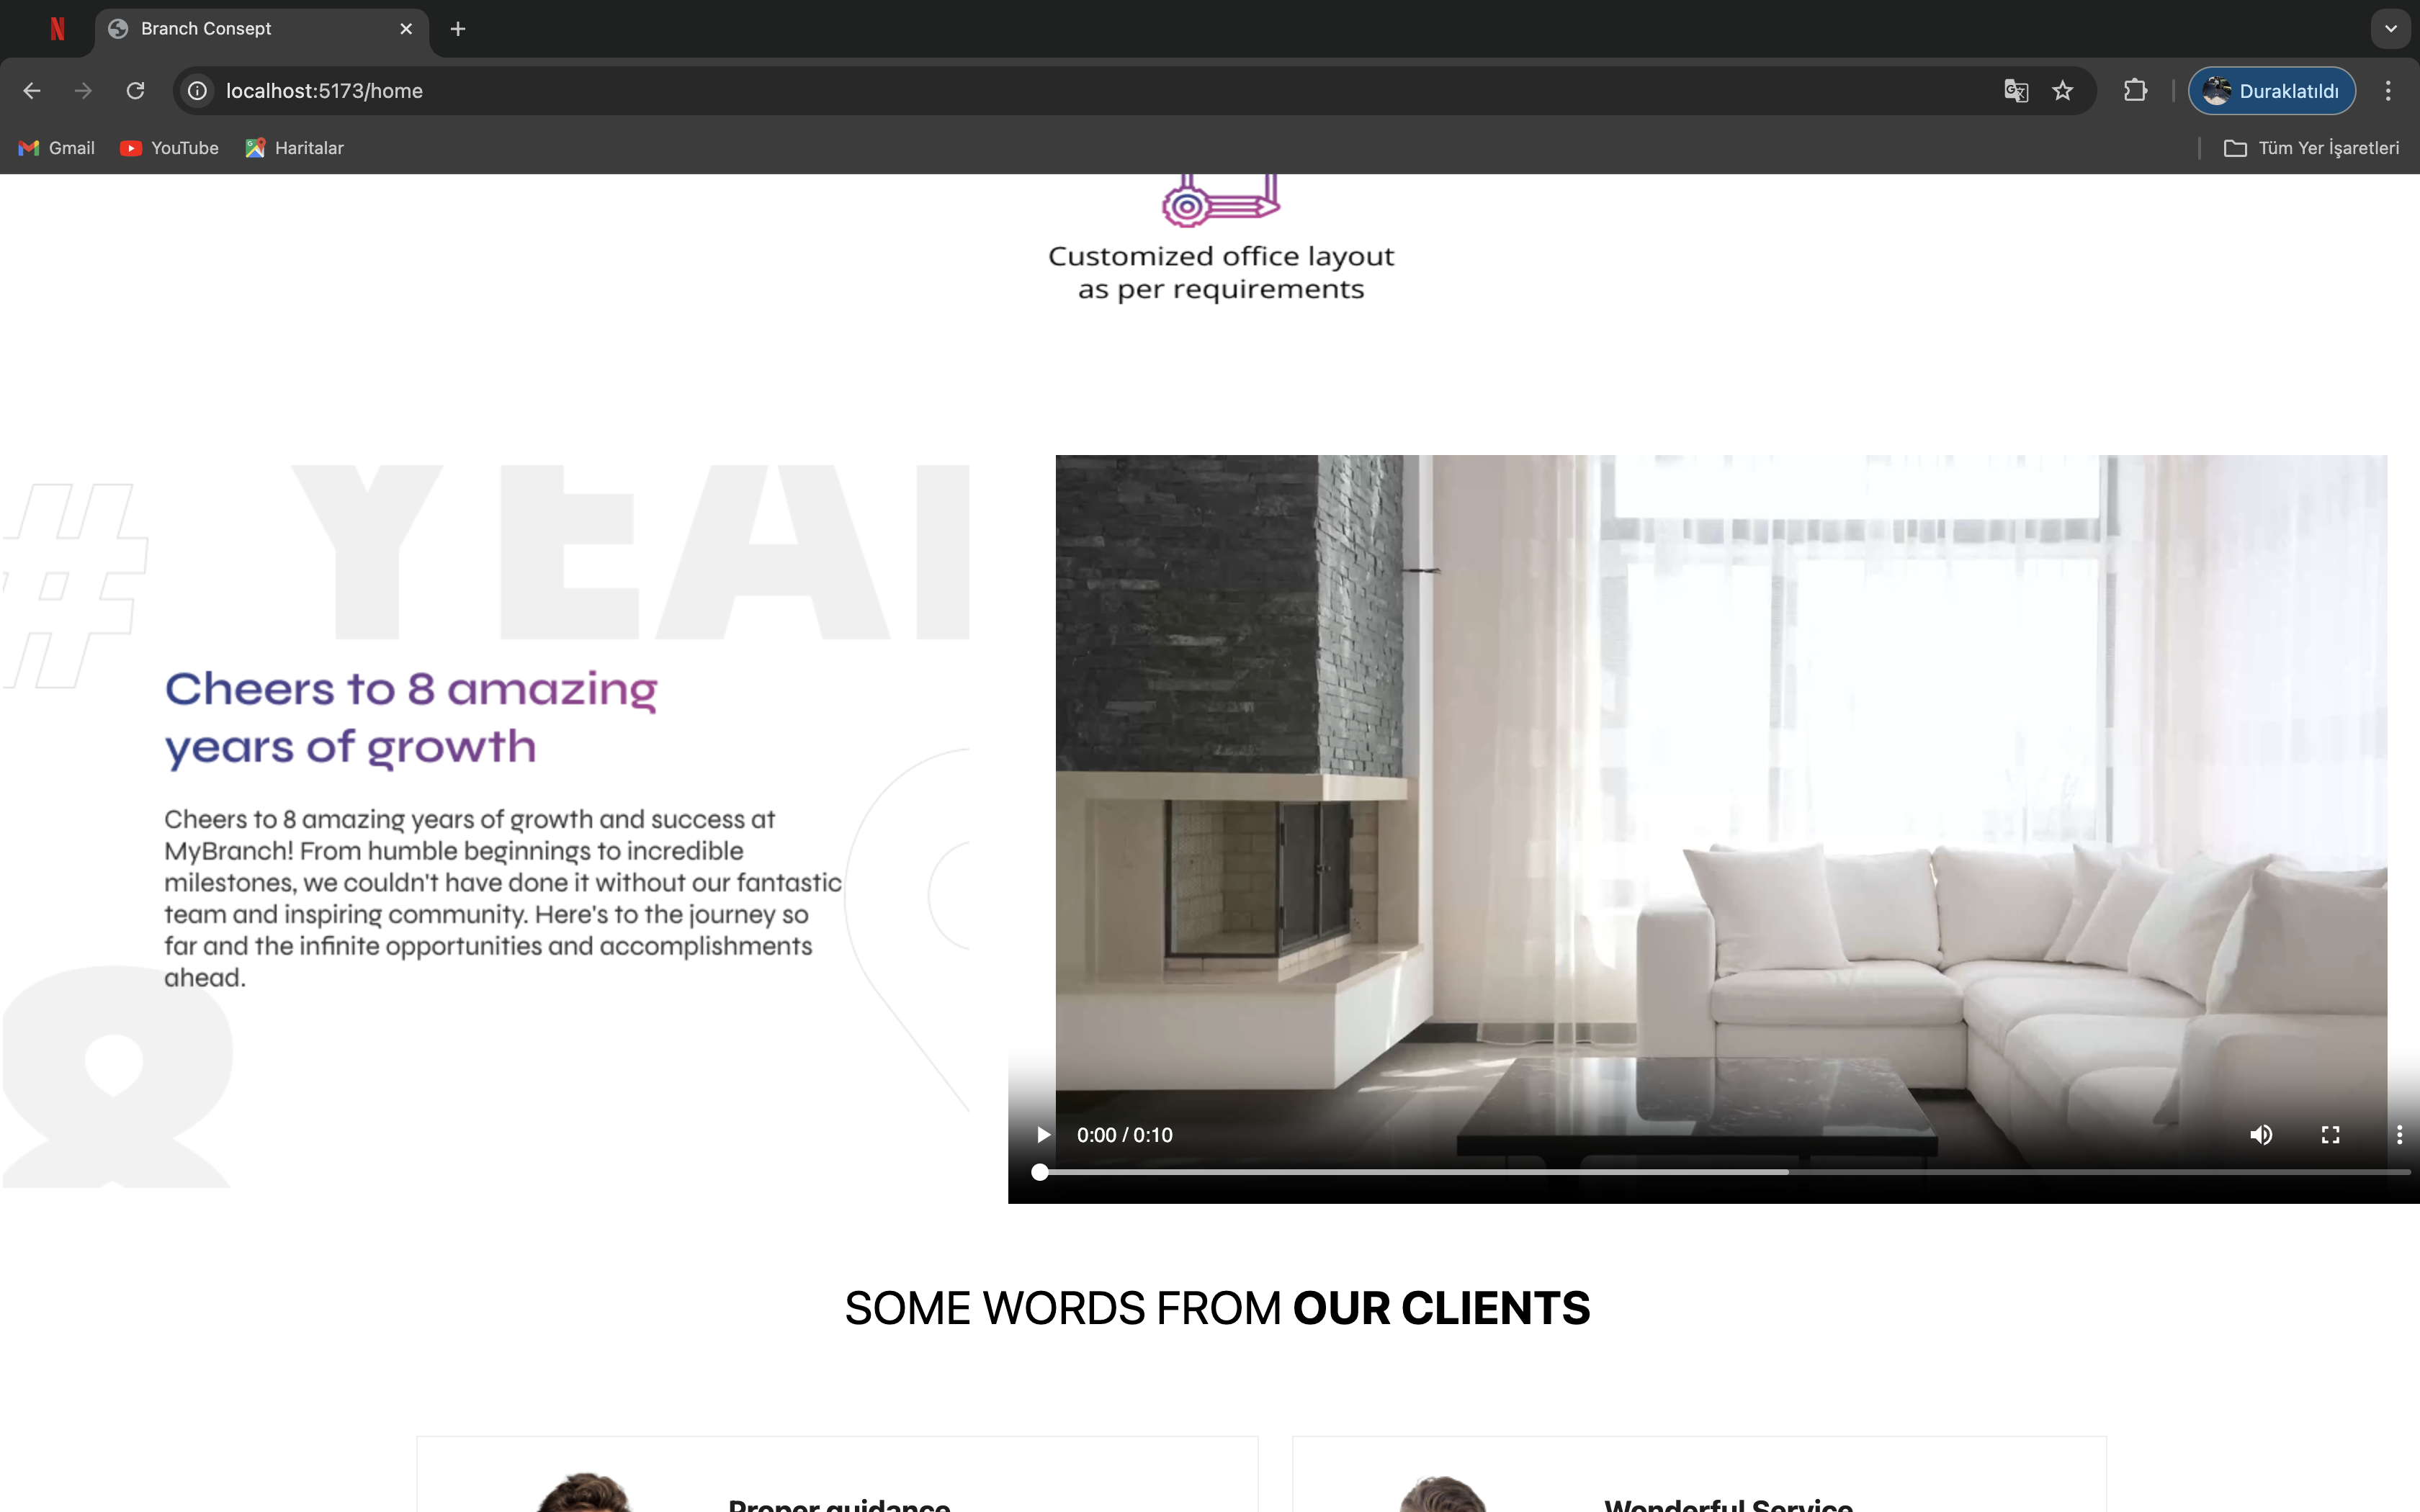 Branch Consept
localhost:5173/home
Duraklatıldı
Gmail
YouTube
Haritalar
Tüm Yer İşaretleri
Customized office layout
as per requirements
#
YEAR
Cheers to 8 amazing
years of growth
Cheers to 8 amazing years of growth and success at
MyBranch! From humble beginnings to incredible
milestones, we couldn't have done it without our fantastic
team and inspiring community. Here's to the journey so
far and the infinite opportunities and accomplishments
ahead.
8
0:00 / 0:10
SOME WORDS FROM OUR CLIENTS
Proper guidance
Wonderful Service